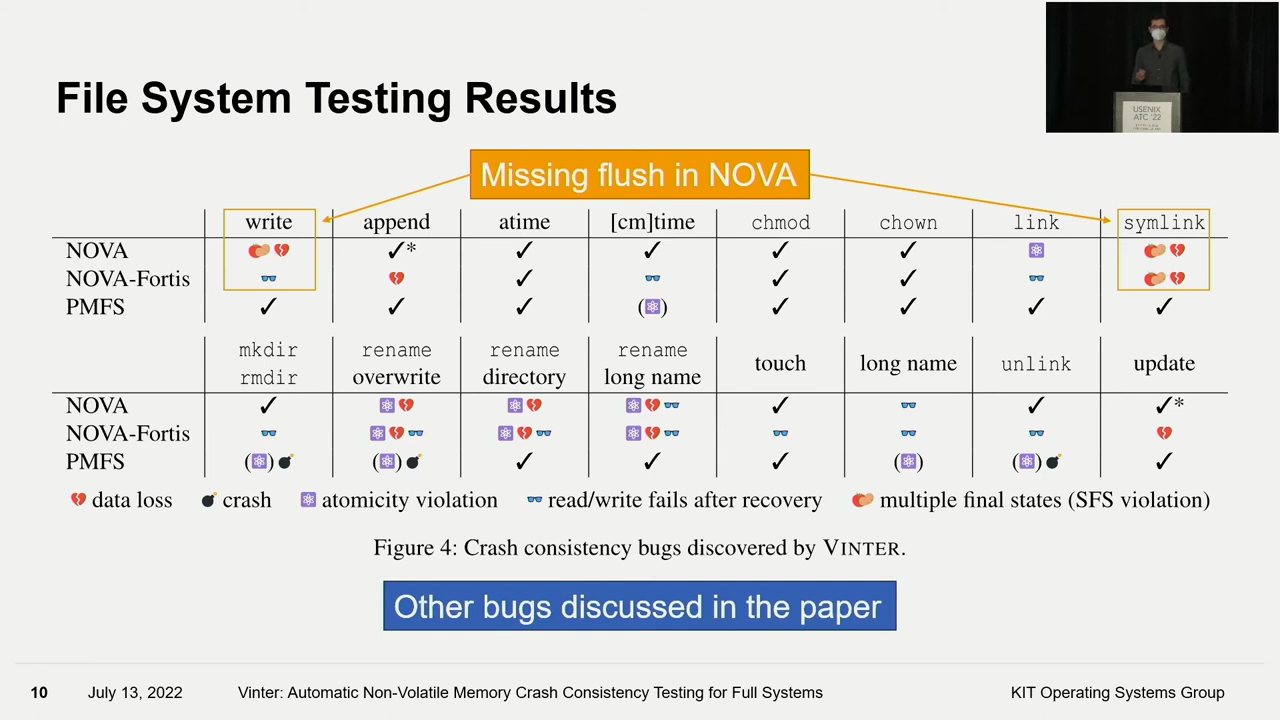 USENIX
ATC '22
File System Testing Results
Missing flush in NOVA
write append atime [cm]time chmod chown link symlink
NOVA ✓* ✓ ✓ ✓ ✓
NOVA-Fortis ✓ ✓ ✓
PMFS ✓ ✓ ✓ ( ) ✓ ✓ ✓ ✓
mkdir rename rename rename touch long name unlink update
rmdir overwrite directory long name
NOVA ✓ ✓ ✓ ✓*
NOVA-Fortis
PMFS ( ) ( ) ✓ ✓ ✓ ( ) ( ) ✓
data loss crash atomicity violation read/write fails after recovery multiple final states (SFS violation)
Figure 4: Crash consistency bugs discovered by VINTER.
Other bugs discussed in the paper
10 July 13, 2022 Vinter: Automatic Non-Volatile Memory Crash Consistency Testing for Full Systems KIT Operating Systems Group